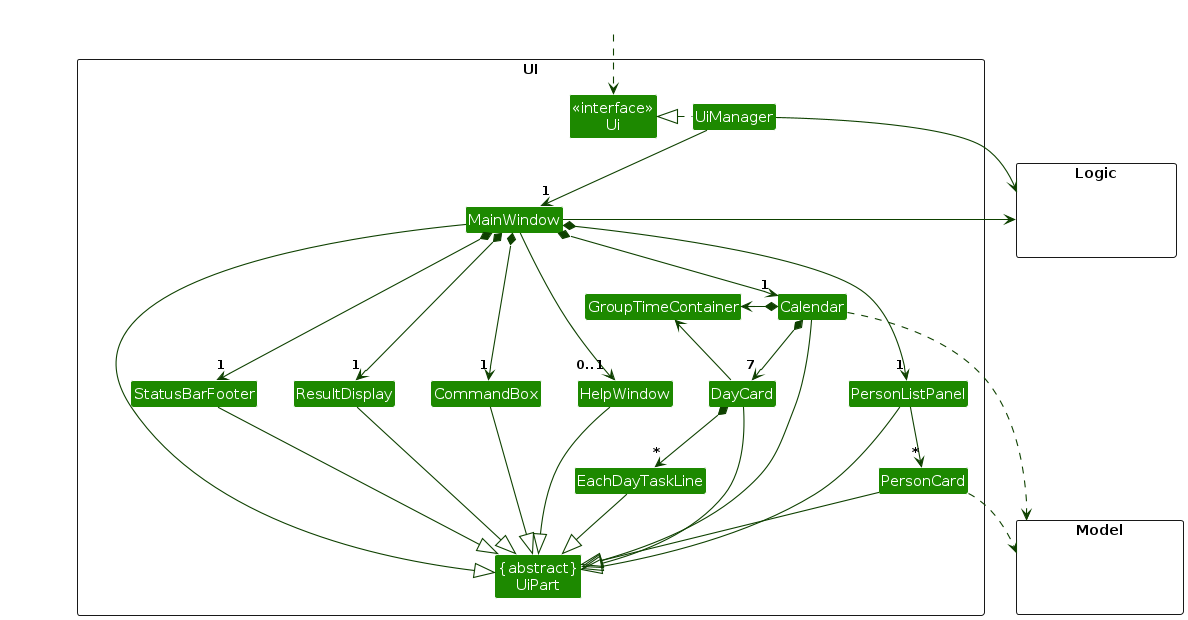 UI
«interface»
Ui
UiManager
Logic
1
MainWindow
1
GroupTimeContainer
Calendar
1
1
1
0..1
7
1
StatusBarFooter
ResultDisplay
CommandBox
HelpWindow
DayCard
PersonListPanel
*
*
EachDayTaskLine
PersonCard
Model
{abstract}
UiPart